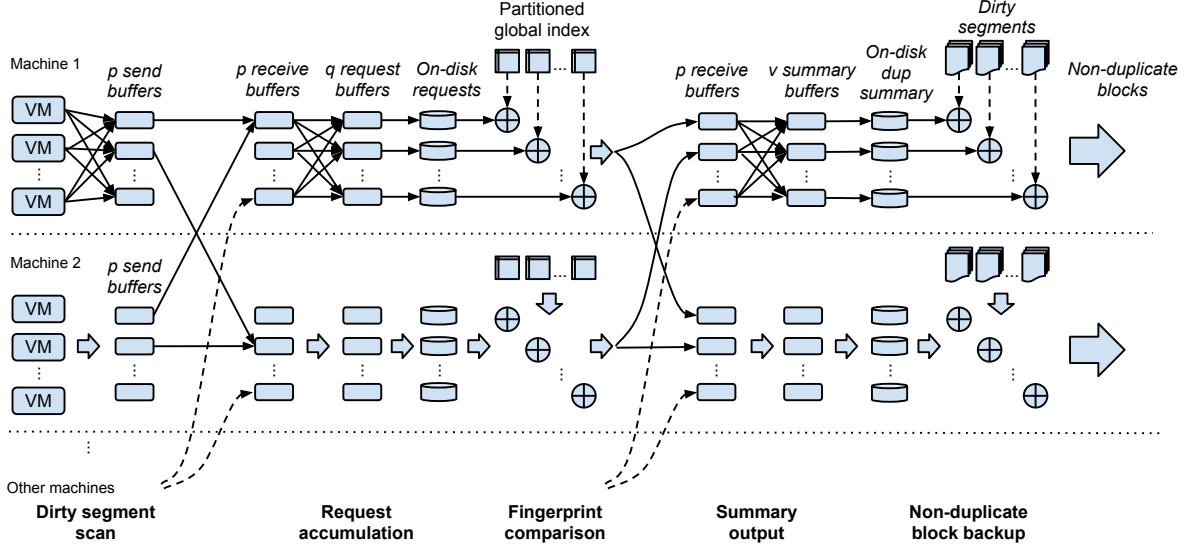 Partitioned
global index
Dirty
segments
Machine 1
p send
buffers
p receive
buffers
q request
buffers
On-disk
requests
...
p receive
buffers
v summary
buffers
On-disk
dup
summary
...
Non-duplicate
blocks
VM
VM
...
VM
...
...
...
...
...
...
...
...
...
Machine 2
p send
buffers
...
...
VM
VM
...
VM
...
...
...
...
...
...
...
...
...
...
Other machines
Dirty segment
scan
Request
accumulation
Fingerprint
comparison
Summary
output
Non-duplicate
block backup